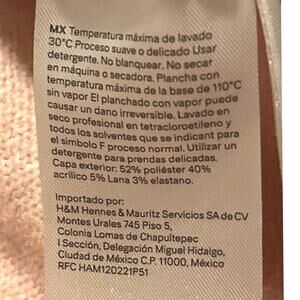 MX Temperatura máxima de lavado
30°C Proceso suave o delicado Usar
detergente. No blanquear. No secar
en máquina o secadora. Plancha con
temperatura máxima de la base de 110°C
sin vapor El planchado con vapor puede
causar un dano irreversible. Lavado en
seco profesional en tetracloroetileno y
todos los solventes que se indican para
el simbolo F proceso normal. Utilizar un
detergente para prendas delicadas.
Capa exterior: 52% poliéster 40%
acrílico 5% Lana 3% elastano.
Importado por:
H&M Hennes & Mauritz Servicios SA de CV
Montes Urales 745 Piso 5,
Colonia Lomas de Chapultepec
I Sección, Delegación Miguel Hidalgo,
Ciudad de México C.P. 11000, México
RFC HAM120221P51